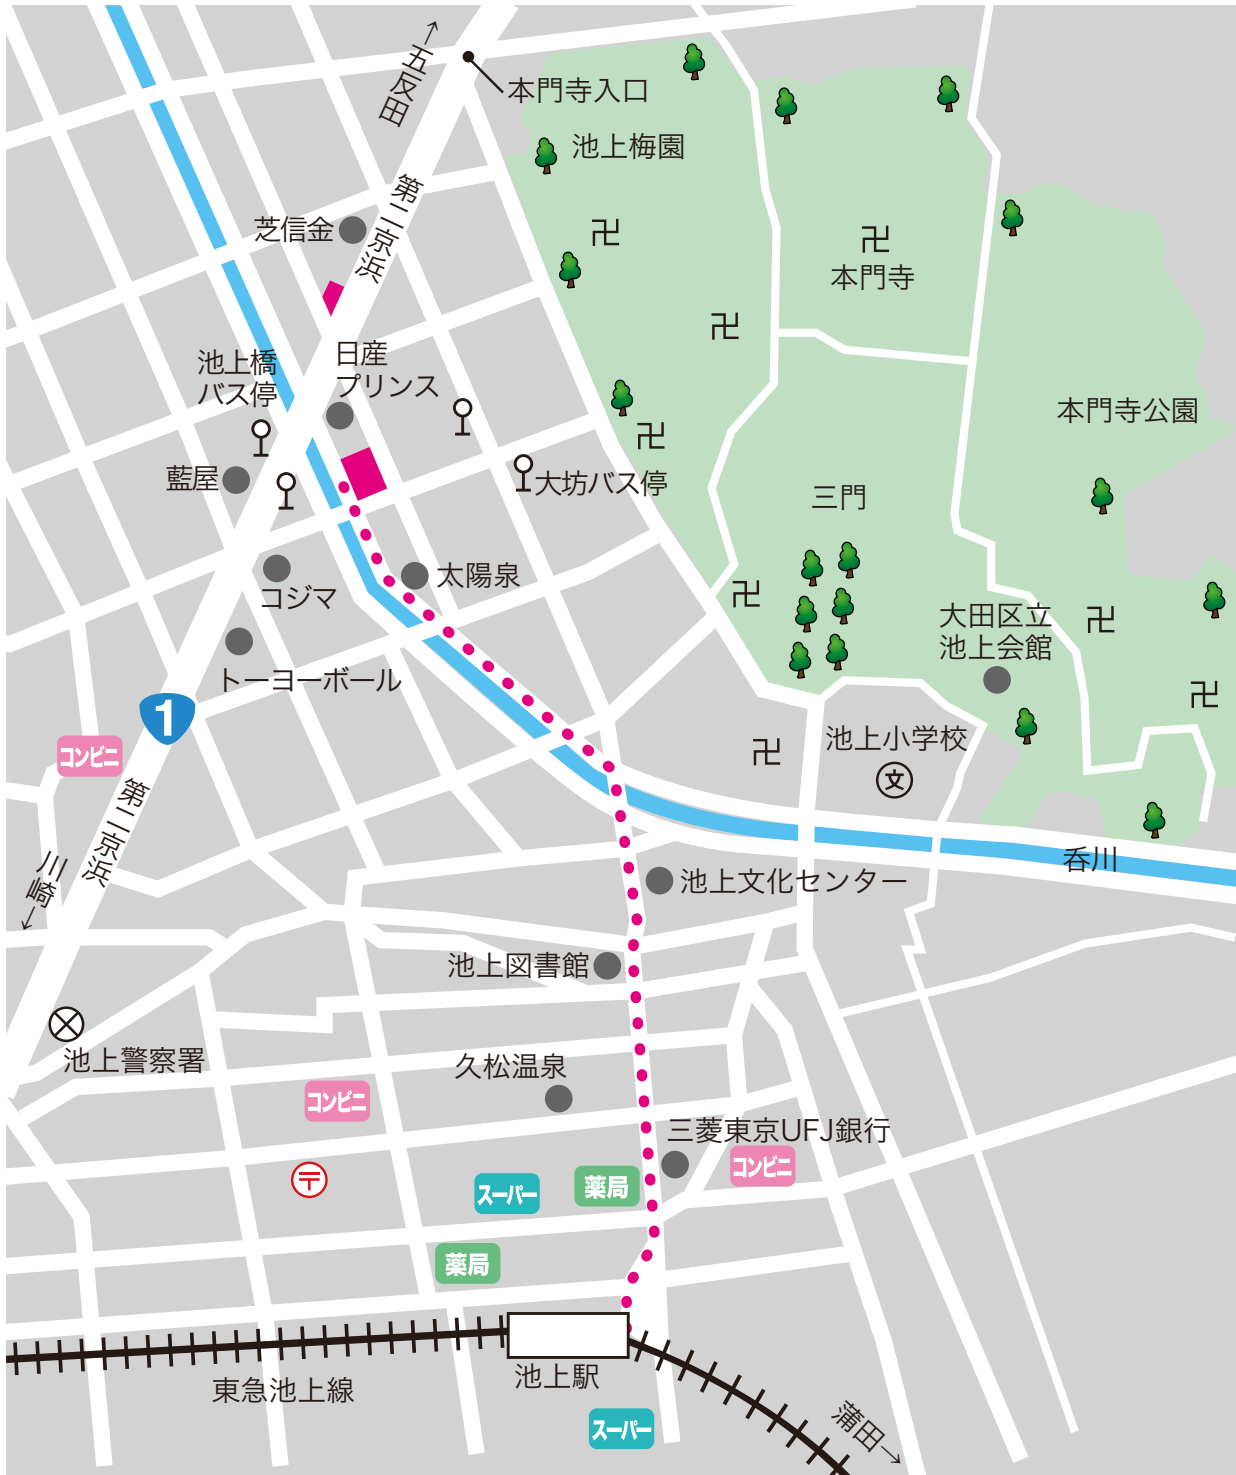 ←五反田
本門寺入口
池上梅園
第二京浜
芝信金
卍
卍
本門寺
卍
池上橋
バス停
日産
プリンス
本門寺公園
卍
藍屋
大坊バス停
三門
太陽泉
コジマ
卍
大田区立
池上会館
卍
トーヨーボール
卍
1
コンビニ
卍
池上小学校
文
第二京浜
川崎→
呑川
池上文化センター
池上図書館
池上警察署
久松温泉
コンビニ
三菱東京UFJ銀行
コンビニ
〒
スーパー
薬局
薬局
池上駅
東急池上線
スーパー
蒲田→